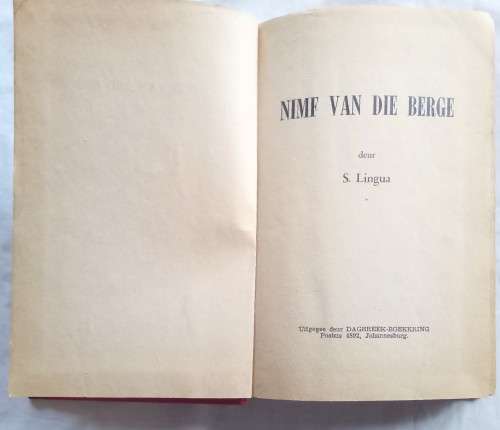 NIMF VAN DIE BERGE
deur
S. Lingua
Uitgegee deur DAGBREEK-BOEKKRING
Posbus 4592, Johannesburg.